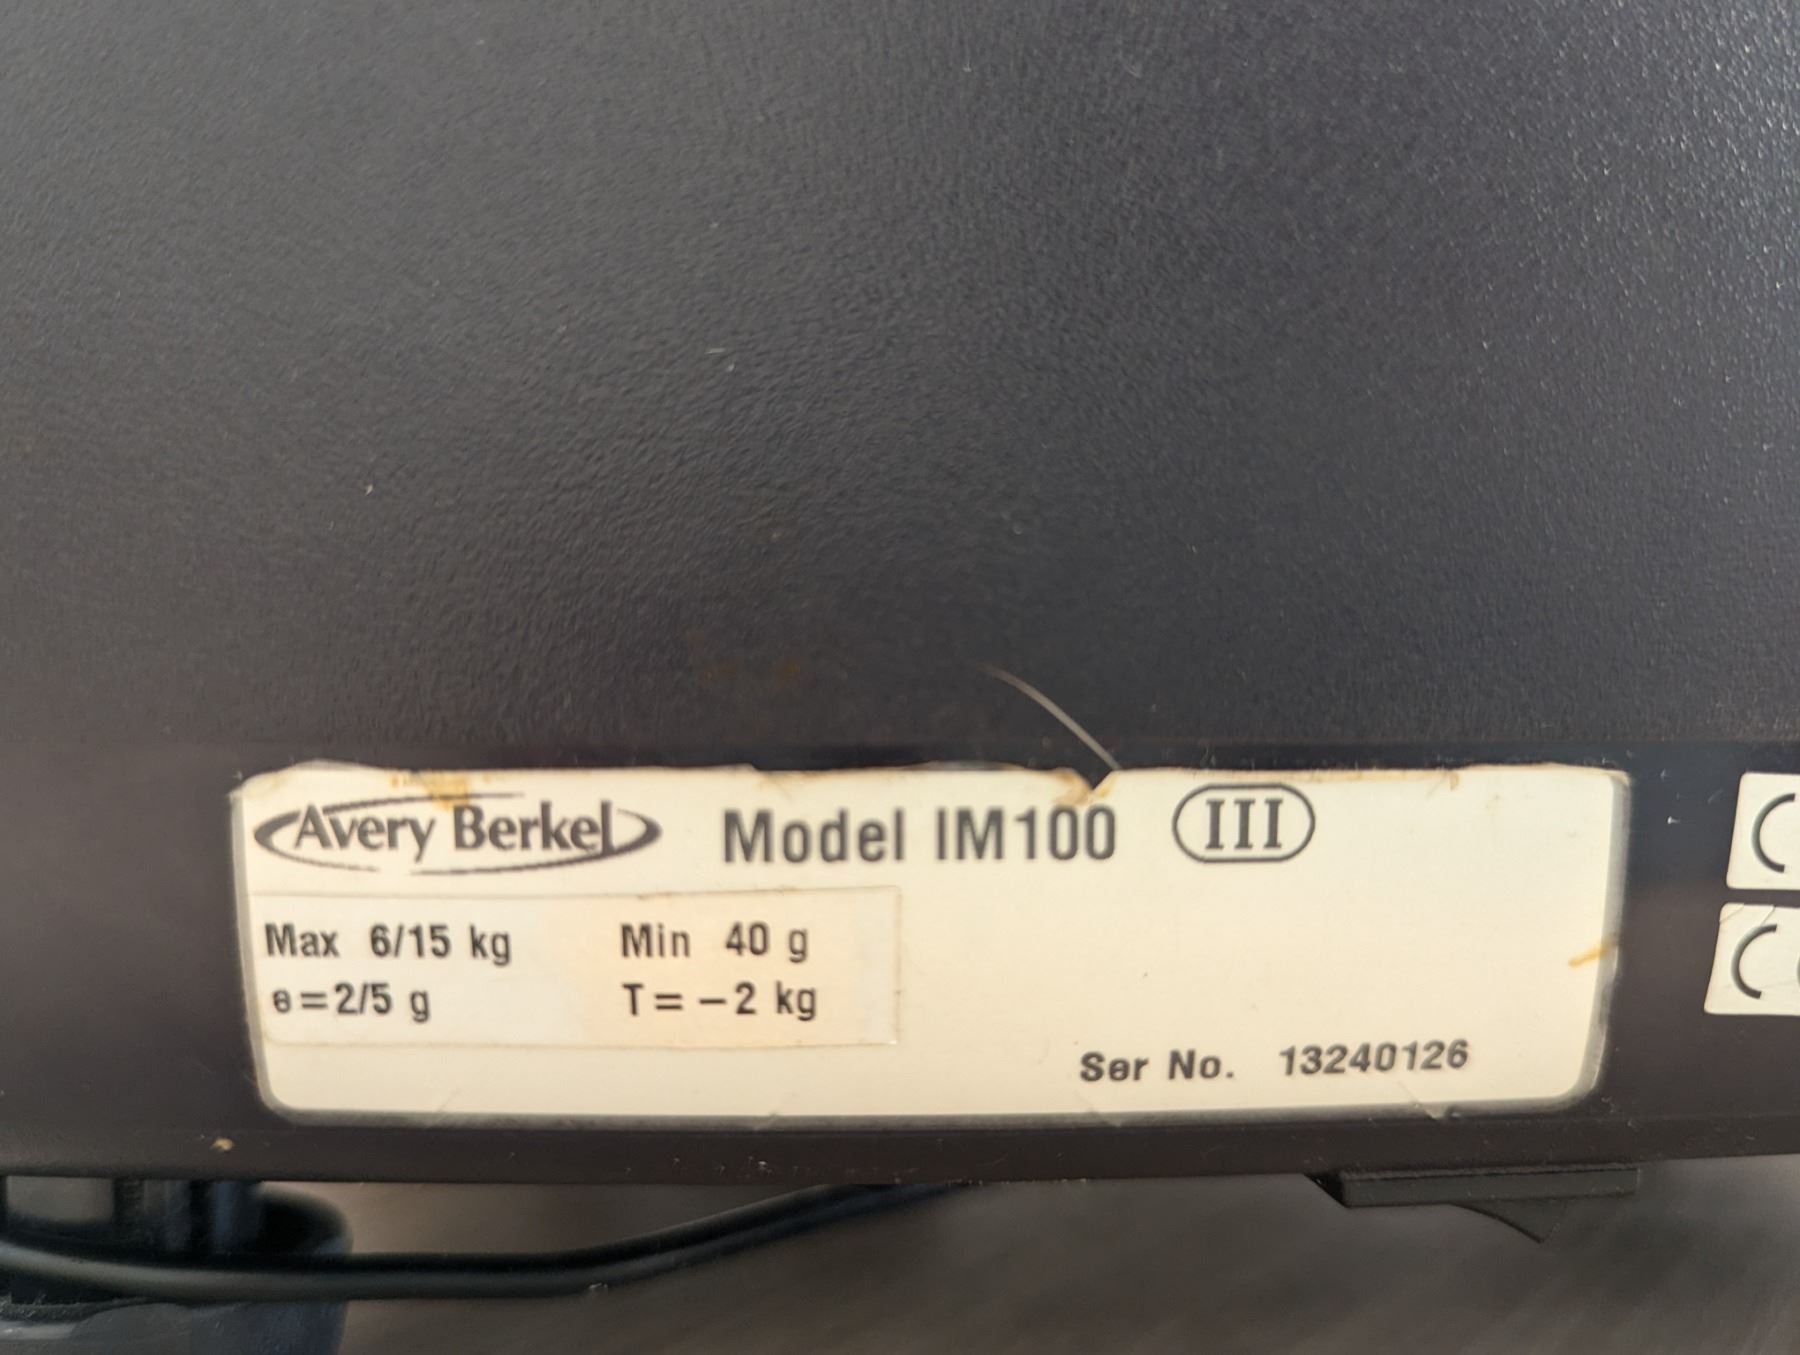 Avery Berkel Model IM100 III
Max 6/15 kg Min 40 g
e=2/5 g T= −2 kg
Ser No. 13240126